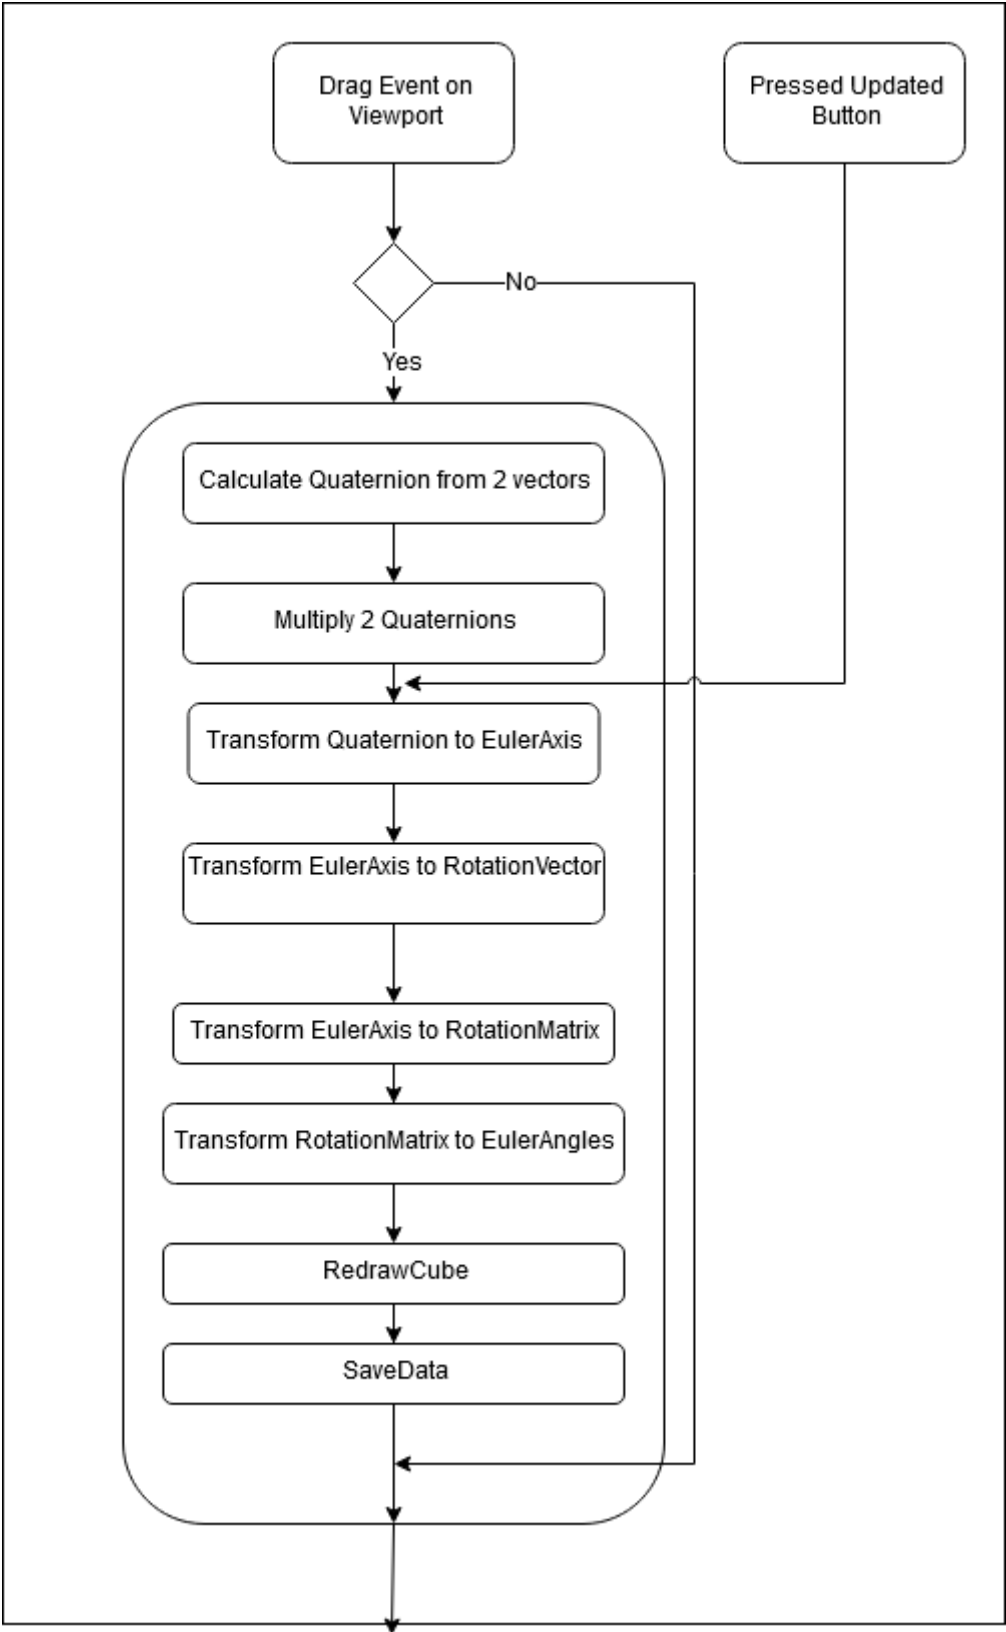 Drag Event on
Viewport
Pressed Updated
Button
No
Yes
Calculate Quaternion from 2 vectors
Multiply 2 Quaternions
Transform Quaternion to EulerAxis
Transform EulerAxis to RotationVector
Transform EulerAxis to RotationMatrix
Transform RotationMatrix to EulerAngles
RedrawCube
SaveData